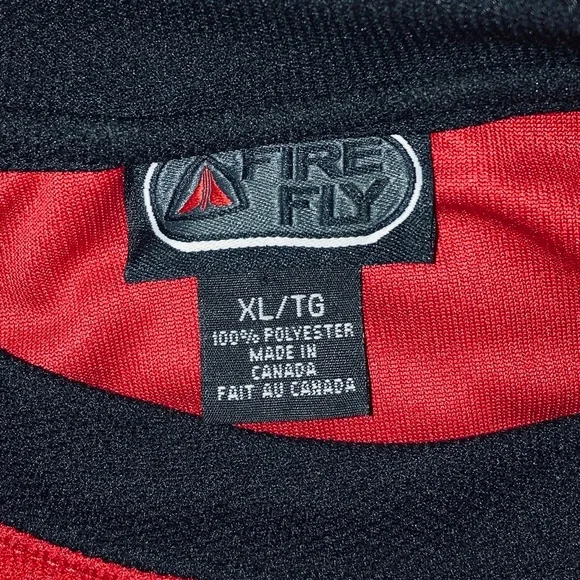 FIRE
FLY
XL/TG
100% POLYESTER
MADE IN
CANADA
FAIT AU CANADA